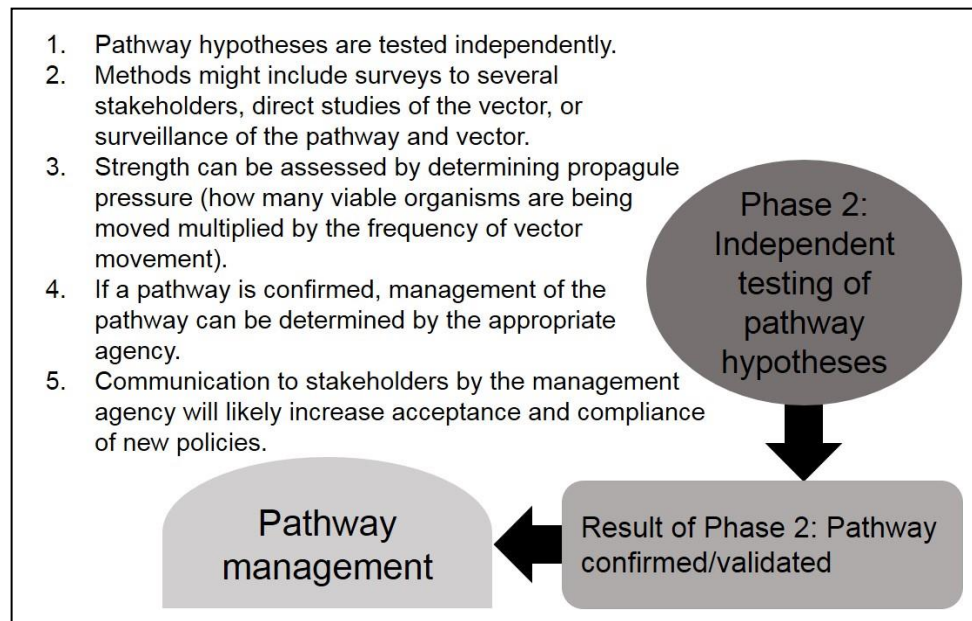 1. Pathway hypotheses are tested independently.
2. Methods might include surveys to several
stakeholders, direct studies of the vector, or
surveillance of the pathway and vector.
3. Strength can be assessed by determining propagule
pressure (how many viable organisms are being
moved multiplied by the frequency of vector
movement).
4. If a pathway is confirmed, management of the
pathway can be determined by the appropriate
agency.
5. Communication to stakeholders by the management
agency will likely increase acceptance and compliance
of new policies.
Phase 2:
Independent
testing of
pathway
hypotheses
Result of Phase 2: Pathway
confirmed/validated
Pathway
management